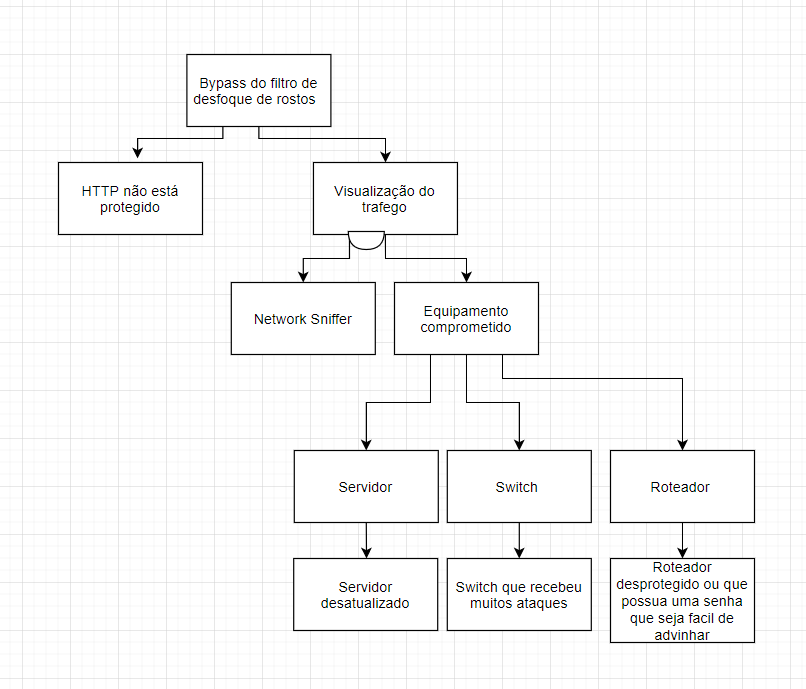 Bypass do filtro de
desfoque de rostos
HTTP não está
protegido
Visualização do
trafego
Network Sniffer
Equipamento
comprometido
Servidor
Switch
Roteador
Servidor
desatualizado
Switch que recebeu
muitos ataques
Roteador
desprotegido ou que
possua uma senha
que seja facil de
advinhar